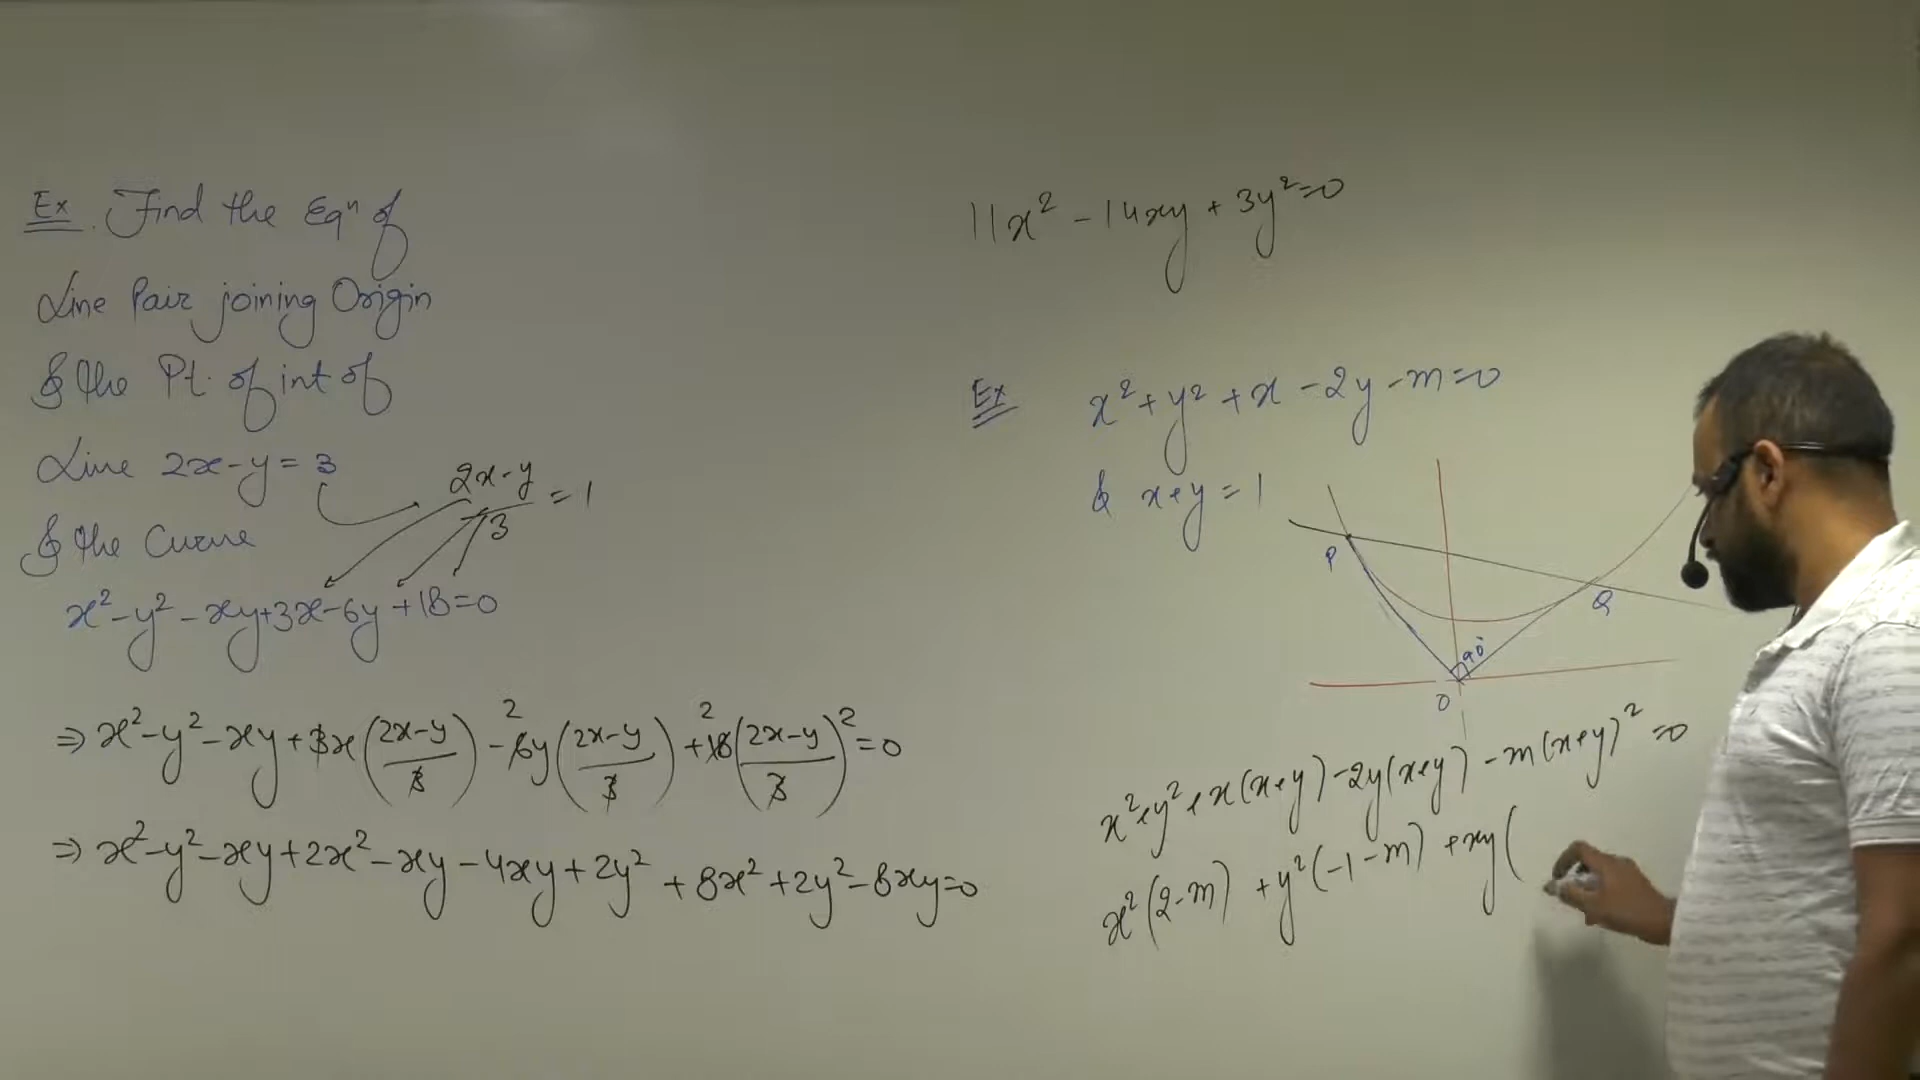 Ex. Find the Eqⁿ of
Line Pair joining Origin
& the Pt. of int of
Line 2x-y = 3
2x-y/3 = 1
& the Curve
x²-y²-xy+3x-6y+18=0
⇒ x²-y²-xy+3x(2x-y/3) -6y(2x-y/3) +18(2x-y/3)²=0
2 2
⇒ x²-y²-xy+2x²-xy-4xy+2y²+8x²+2y²-8xy=0
11x²-14xy+3y²=0
Ex x²+y²+x-2y-m=0
& x+y=1
P
Q
90°
O
x²+y²+x(x+y)-2y(x+y)-m(x+y)²=0
x²(2-m) +y²(-1-m) +xy(